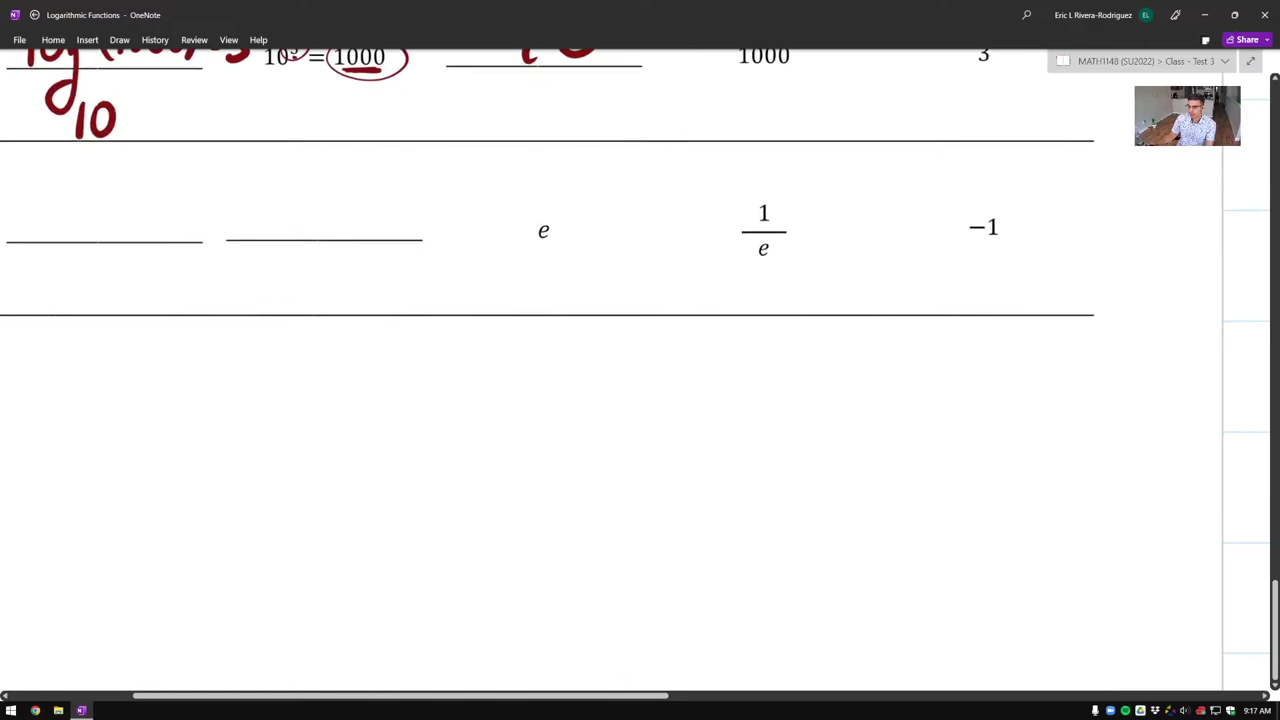 Logarithmic Functions - OneNote
Eric L Rivera-Rodriguez
EL
File Home Insert Draw History Review View Help
Share
MATH1148 (SU2022) > Class - Test 3
10³ = 1000
1000
3
10
e
1
e
−1
9:17 AM